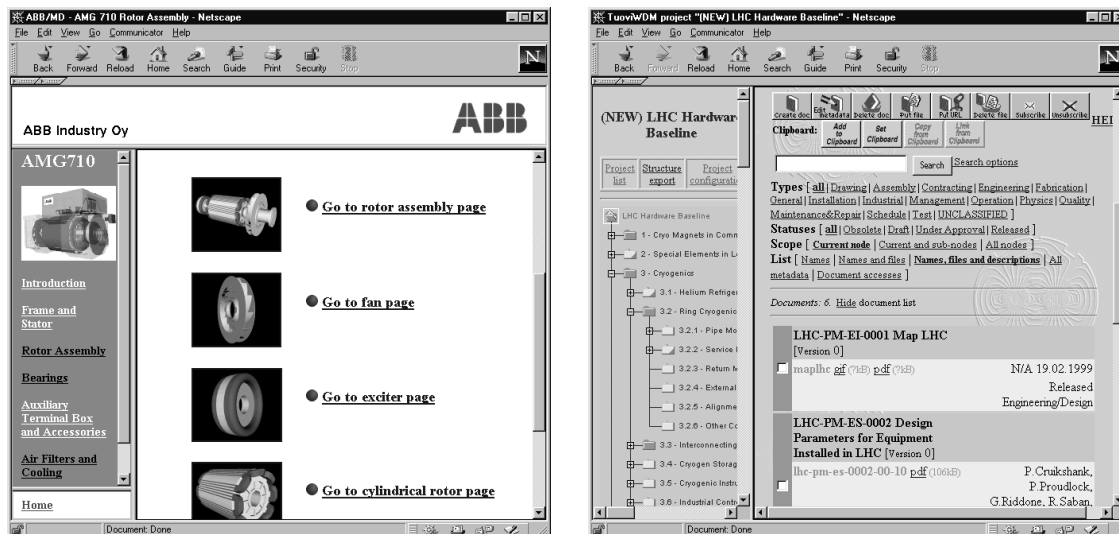 ABB/MD - AMG 710 Rotor Assembly - Netscape
File Edit View Go Communicator Help
Back Forward Reload Home Search Guide Print Security Stop
N
ABB Industry Oy
ABB
AMG710
Introduction
Frame and
Stator
Rotor Assembly
Bearings
Auxiliary
Terminal Box
and Accessories
Air Filters and
Cooling
Home
Go to rotor assembly page
Go to fan page
Go to exciter page
Go to cylindrical rotor page
Document: Done
TuoviWDM project "(NEW) LHC Hardware Baseline" - Netscape
File Edit View Go Communicator Help
Back Forward Reload Home Search Guide Print Security Stop
N
(NEW) LHC Hardwar
Baseline
Project list
Structure export
Project configuratio
LHC Hardware Baseline
1 - Cryo Magnets in Comm
2 - Special Elements in Lo
3 - Cryogenics
3.1 - Helium Refriger
3.2 - Ring Cryogenic
3.2.1 - Pipe Mo
3.2.2 - Service
3.2.3 - Return M
3.2.4 - External
3.2.5 - Alignme
3.2.6 - Other Co
3.3 - Interconnecting
3.4 - Cryogen Storag
3.5 - Cryogenic Instru
3.6 - Industrial Contr
Create doc Edit metadata Delete doc Put file Put URL Delete file Subscribe Unsubscribe HEL
Clipboard: Add to Clipboard Set Clipboard Copy from Clipboard Link from Clipboard
Search Search options
Types [ all | Drawing | Assembly | Contracting | Engineering | Fabrication |
General | Installation | Industrial | Management | Operation | Physics | Quality |
Maintenance&Repair | Schedule | Test | UNCLASSIFIED ]
Statuses [ all | Obsolete | Draft | Under Approval | Released ]
Scope [ Current node | Current and sub-nodes | All nodes ]
List [ Names | Names and files | Names, files and descriptions | All
metadata | Document accesses ]
Documents: 6. Hide document list
LHC-PM-EI-0001 Map LHC
[Version 0]
maplhc gif (?kB) pdf (?kB) N/A 19.02.1999
Released
Engineering/Design
LHC-PM-ES-0002 Design
Parameters for Equipment
Installed in LHC [Version 0]
lhc-pm-es-0002-00-10 pdf (106kB) P. Cruikshank,
P. Proudlock,
G.Riddone, R. Saban,
Document: Done